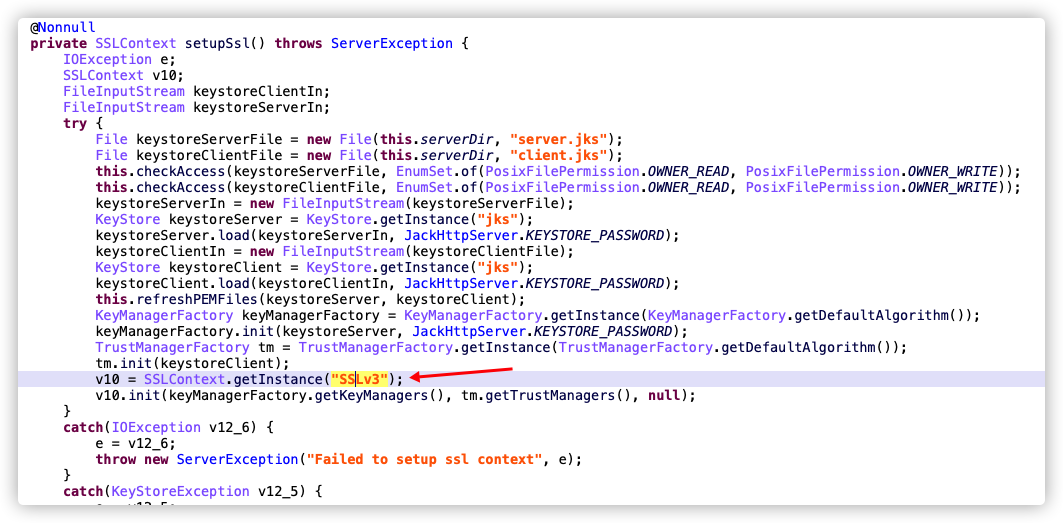 @Nonnull
private SSLContext setupSsl() throws ServerException {
    IOException e;
    SSLContext v10;
    FileInputStream keystoreClientIn;
    FileInputStream keystoreServerIn;
    try {
        File keystoreServerFile = new File(this.serverDir, "server.jks");
        File keystoreClientFile = new File(this.serverDir, "client.jks");
        this.checkAccess(keystoreServerFile, EnumSet.of(PosixFilePermission.OWNER_READ, PosixFilePermission.OWNER_WRITE));
        this.checkAccess(keystoreClientFile, EnumSet.of(PosixFilePermission.OWNER_READ, PosixFilePermission.OWNER_WRITE));
        keystoreServerIn = new FileInputStream(keystoreServerFile);
        KeyStore keystoreServer = KeyStore.getInstance("jks");
        keystoreServer.load(keystoreServerIn, JackHttpServer.KEYSTORE_PASSWORD);
        keystoreClientIn = new FileInputStream(keystoreClientFile);
        KeyStore keystoreClient = KeyStore.getInstance("jks");
        keystoreClient.load(keystoreClientIn, JackHttpServer.KEYSTORE_PASSWORD);
        this.refreshPEMFiles(keystoreServer, keystoreClient);
        KeyManagerFactory keyManagerFactory = KeyManagerFactory.getInstance(KeyManagerFactory.getDefaultAlgorithm());
        keyManagerFactory.init(keystoreServer, JackHttpServer.KEYSTORE_PASSWORD);
        TrustManagerFactory tm = TrustManagerFactory.getInstance(TrustManagerFactory.getDefaultAlgorithm());
        tm.init(keystoreClient);
        v10 = SSLContext.getInstance("SSLv3");
        v10.init(keyManagerFactory.getKeyManagers(), tm.getTrustManagers(), null);
    }
    catch(IOException v12_6) {
        e = v12_6;
        throw new ServerException("Failed to setup ssl context", e);
    }
    catch(KeyStoreException v12_5) {